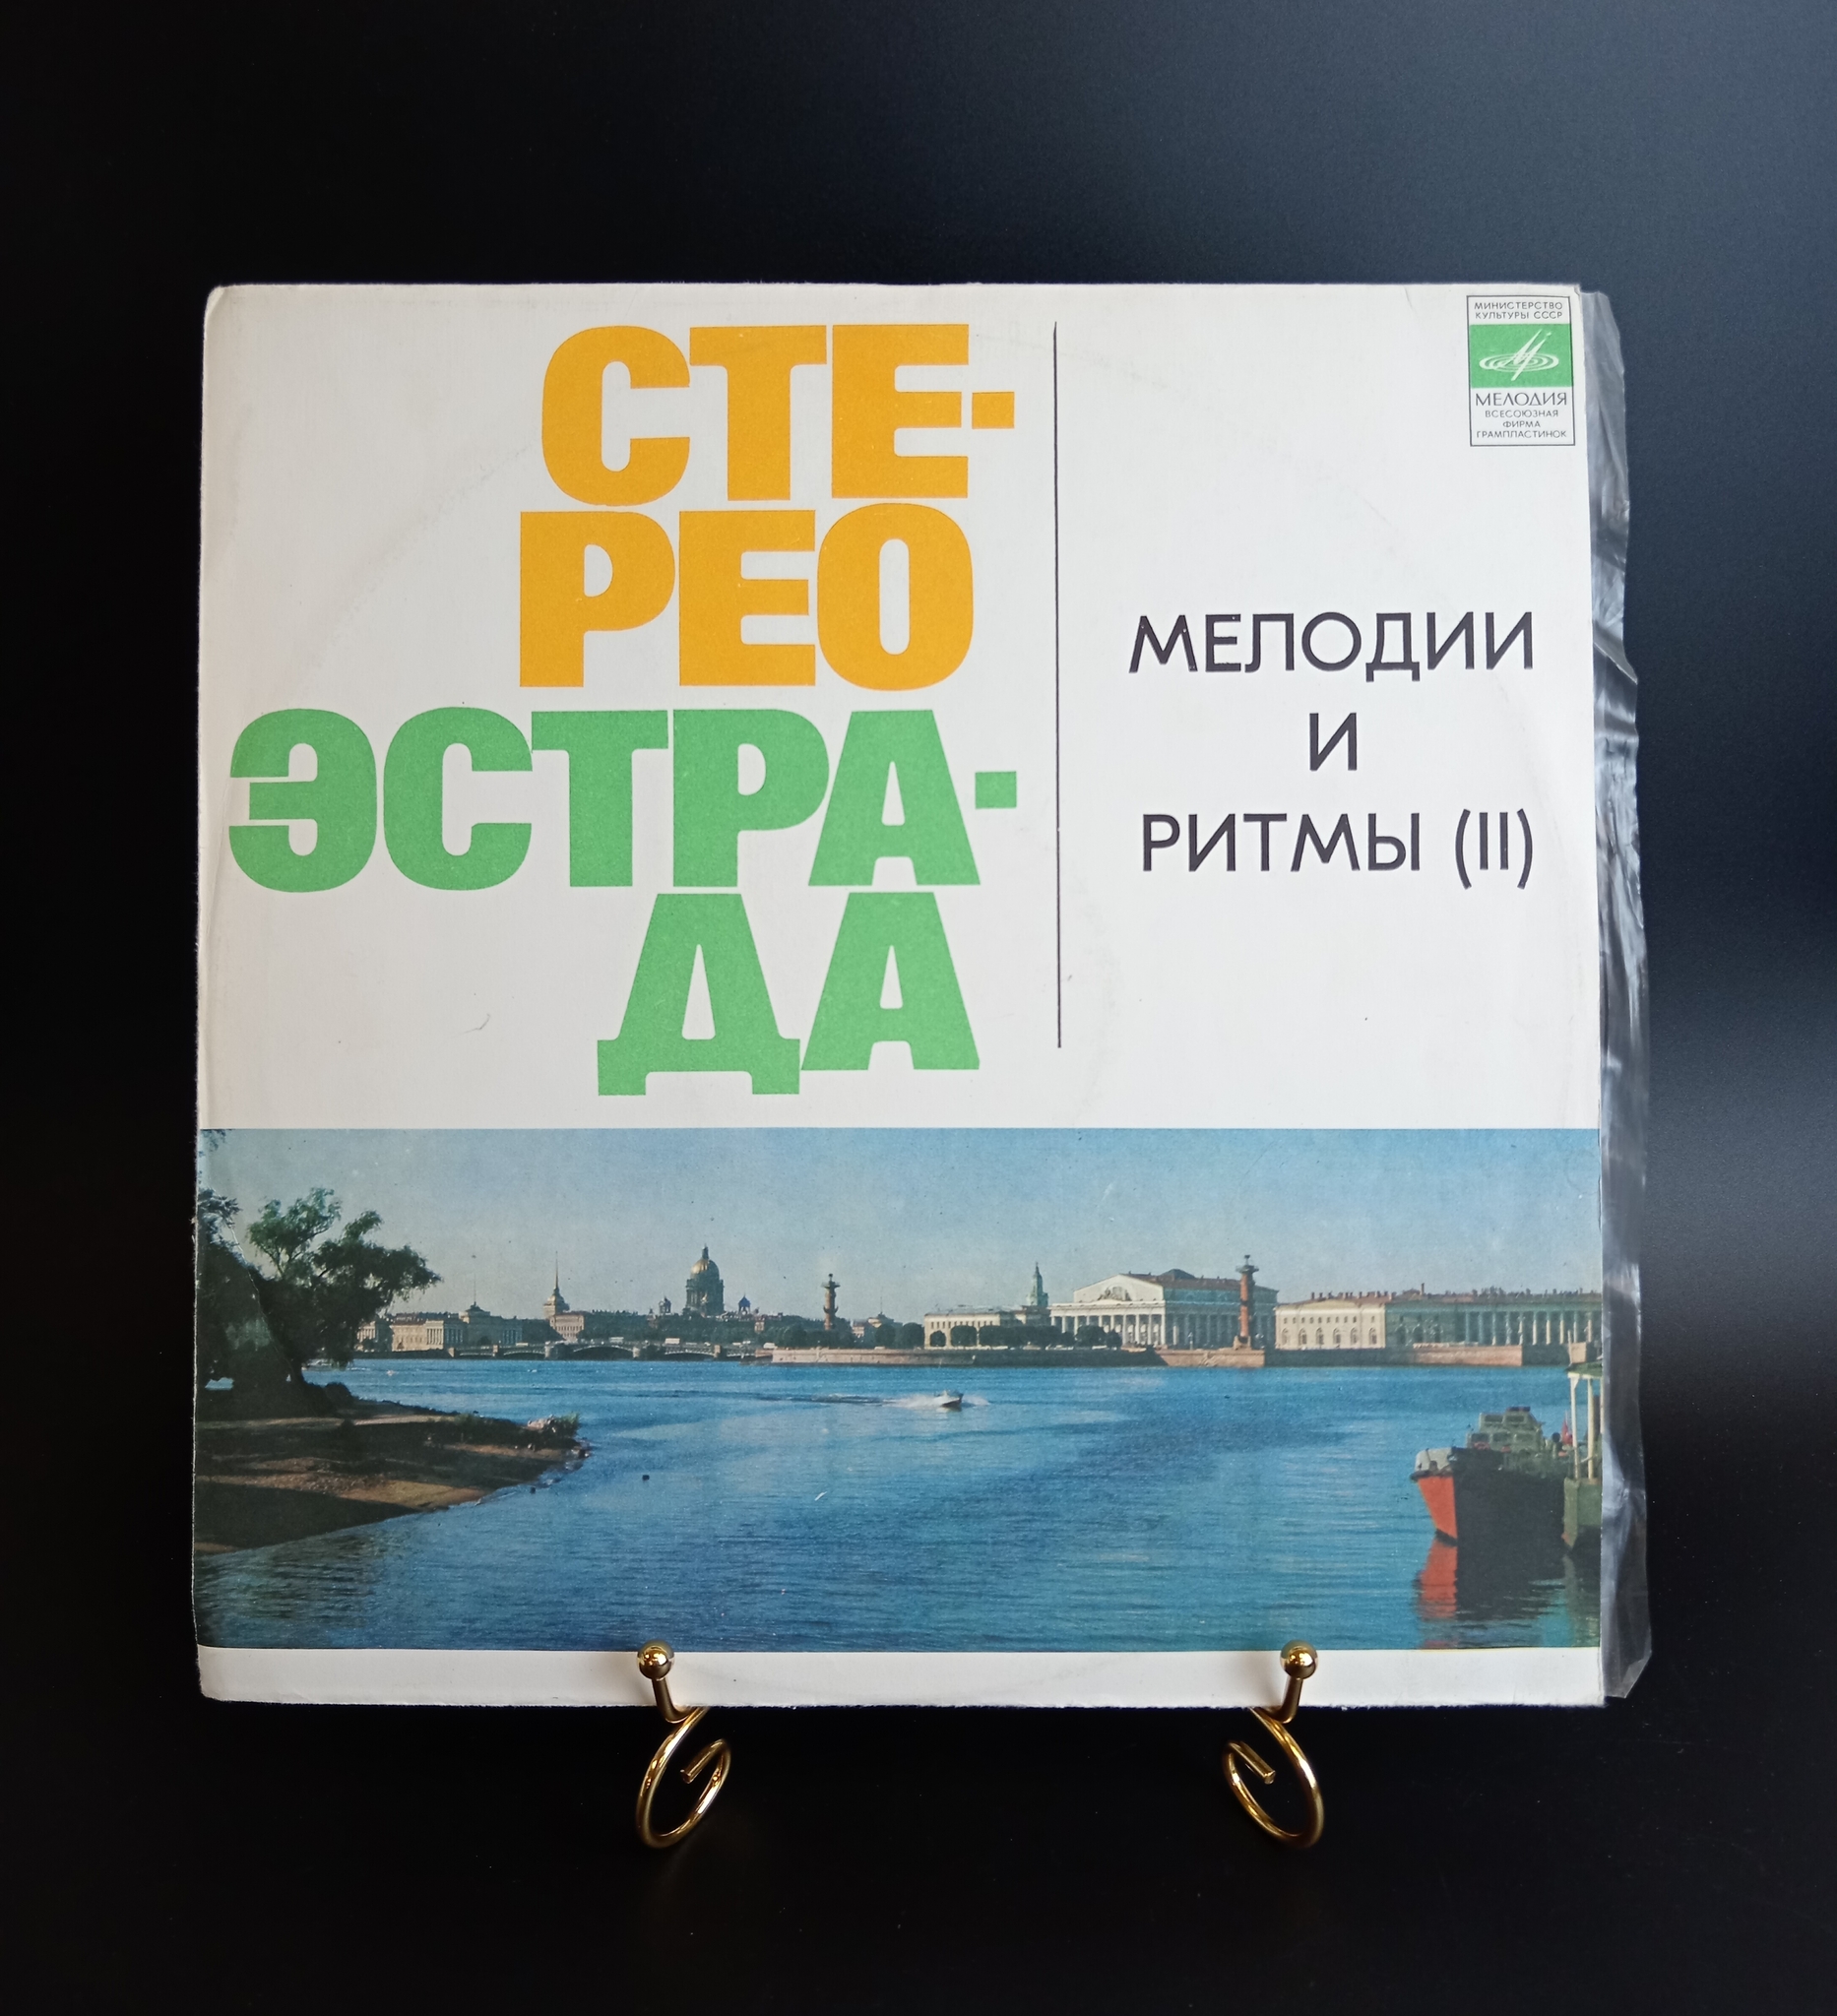 СТЕ-
РЕО
ЭСТРА-
ДА
МЕЛОДИИ
И
РИТМЫ (II)
МИНИСТЕРСТВО
КУЛЬТУРЫ СССР
МЕЛОДИЯ
ВСЕСОЮЗНАЯ
ФИРМА
ГРАМПЛАСТИНОК